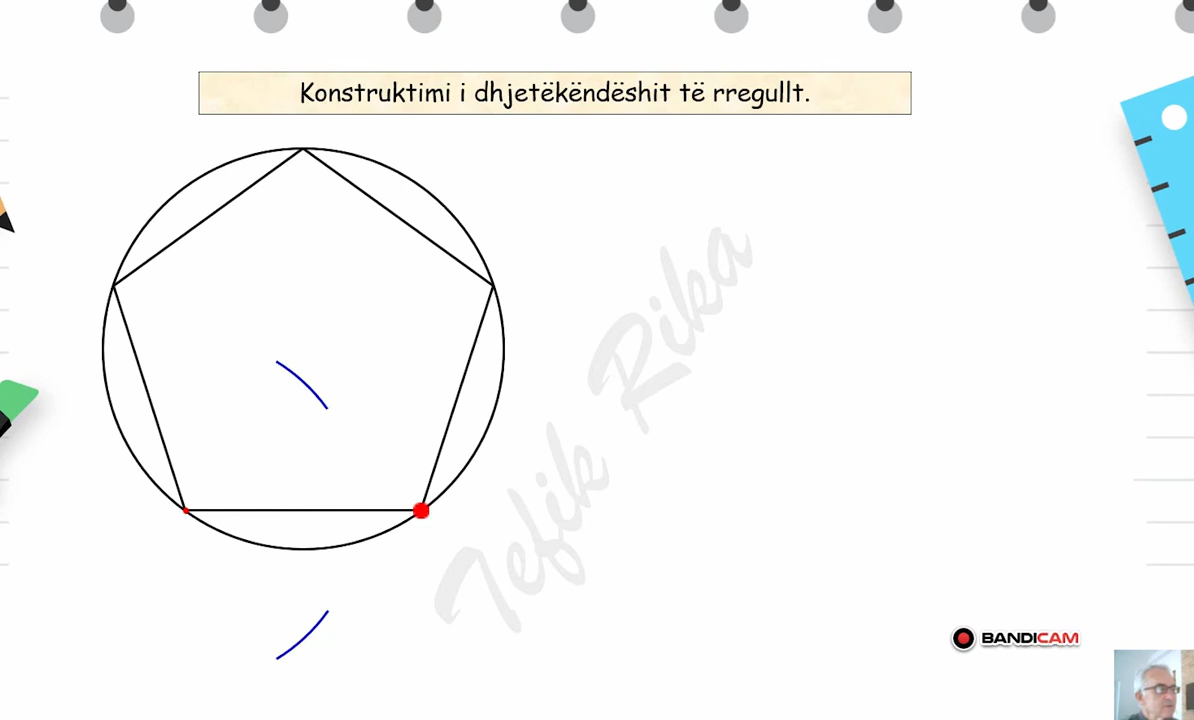 Konstruktimi i dhjetëkëndëshit të rregullt.
Tefik Rika
BANDICAM